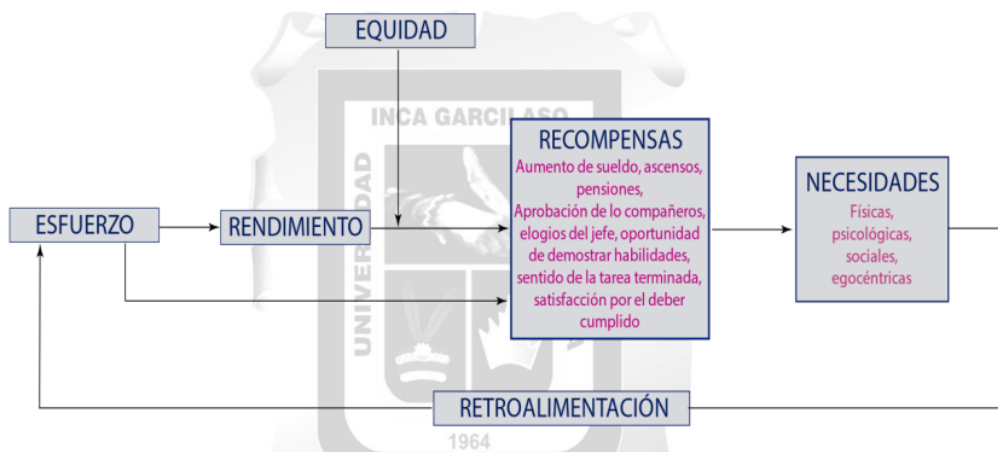 EQUIDAD
INCA GARCILASO
UNIVERSIDAD
RECOMPENSAS
Aumento de sueldo, ascensos,
pensiones,
Aprobación de lo compañeros,
elogios del jefe, oportunidad
de demostrar habilidades,
sentido de la tarea terminada,
satisfacción por el deber
cumplido
NECESIDADES
Físicas,
psicológicas,
sociales,
egocéntricas
ESFUERZO
RENDIMIENTO
RETROALIMENTACIÓN
1964